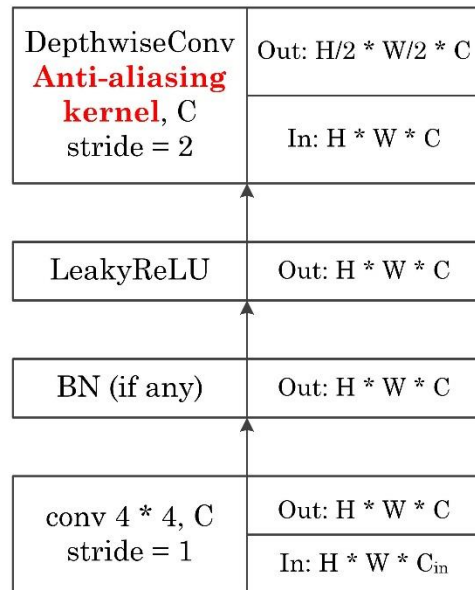 DepthwiseConv
Anti-aliasing
kernel, C
stride = 2
Out: H/2 * W/2 * C
In: H * W * C
LeakyReLU
Out: H * W * C
BN (if any)
Out: H * W * C
conv 4 * 4, C
stride = 1
Out: H * W * C
In: H * W * Cin